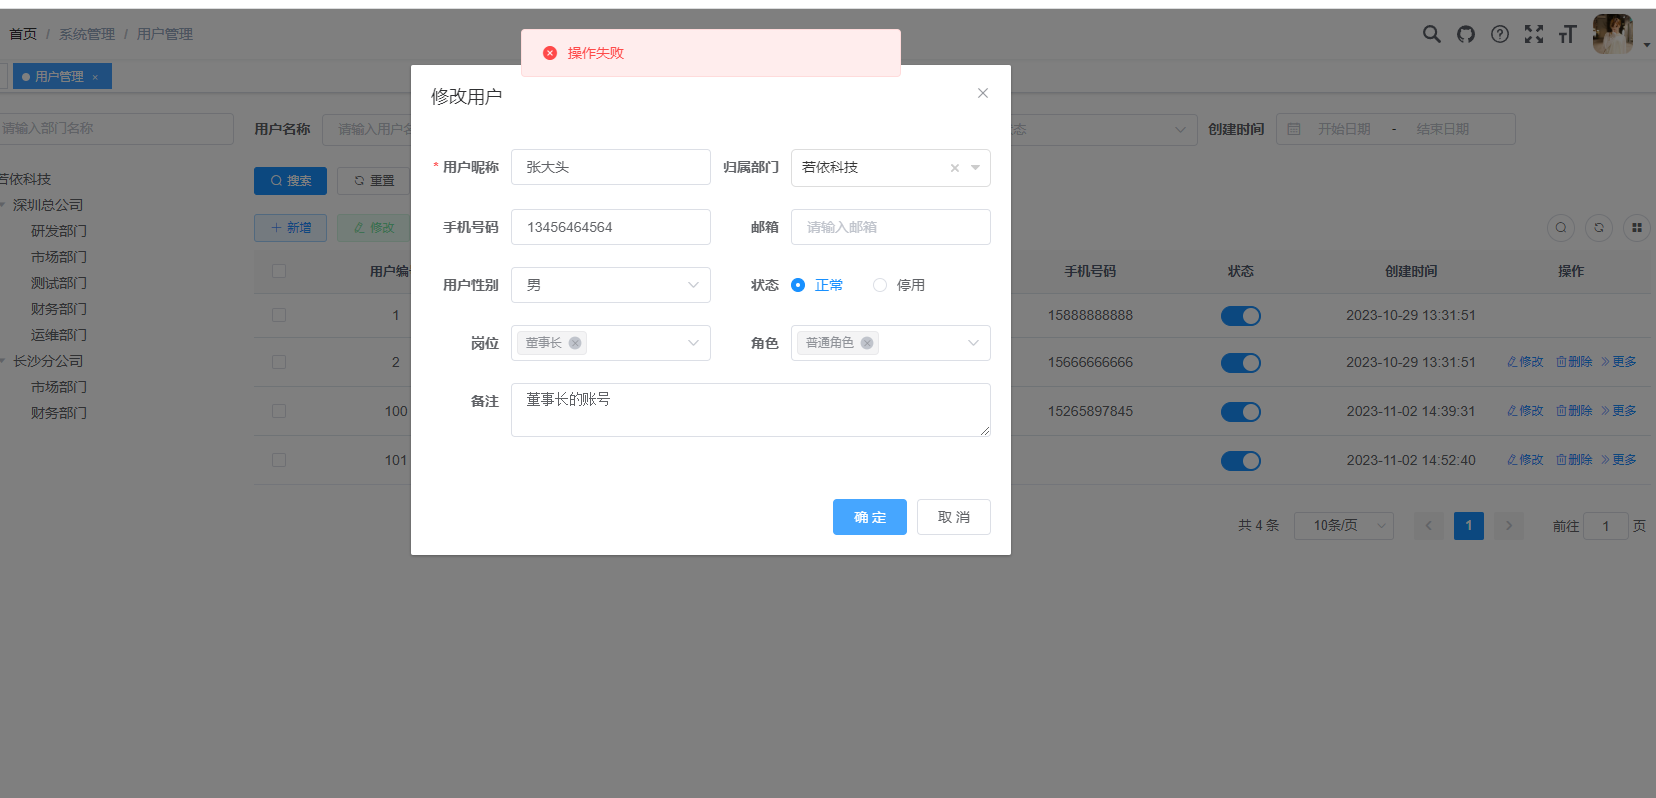 首页 / 系统管理 / 用户管理
操作失败
用户管理 ×
修改用户
请输入部门名称
用户名称 请输入用户名
态 创建时间 开始日期 - 结束日期
若依科技
深圳总公司
研发部门
市场部门
测试部门
财务部门
运维部门
长沙分公司
市场部门
财务部门
搜索 重置
新增 修改
* 用户昵称 张大头 归属部门 若依科技
手机号码 13456464564 邮箱 请输入邮箱
用户性别 男 状态 正常 停用
岗位 董事长 角色 普通角色
备注 董事长的账号
确 定 取 消
用户编 手机号码 状态 创建时间 操作
1 15888888888 2023-10-29 13:31:51
2 15666666666 2023-10-29 13:31:51 修改 删除 更多
100 15265897845 2023-11-02 14:39:31 修改 删除 更多
101 2023-11-02 14:52:40 修改 删除 更多
共 4 条 10条/页 1 前往 1 页